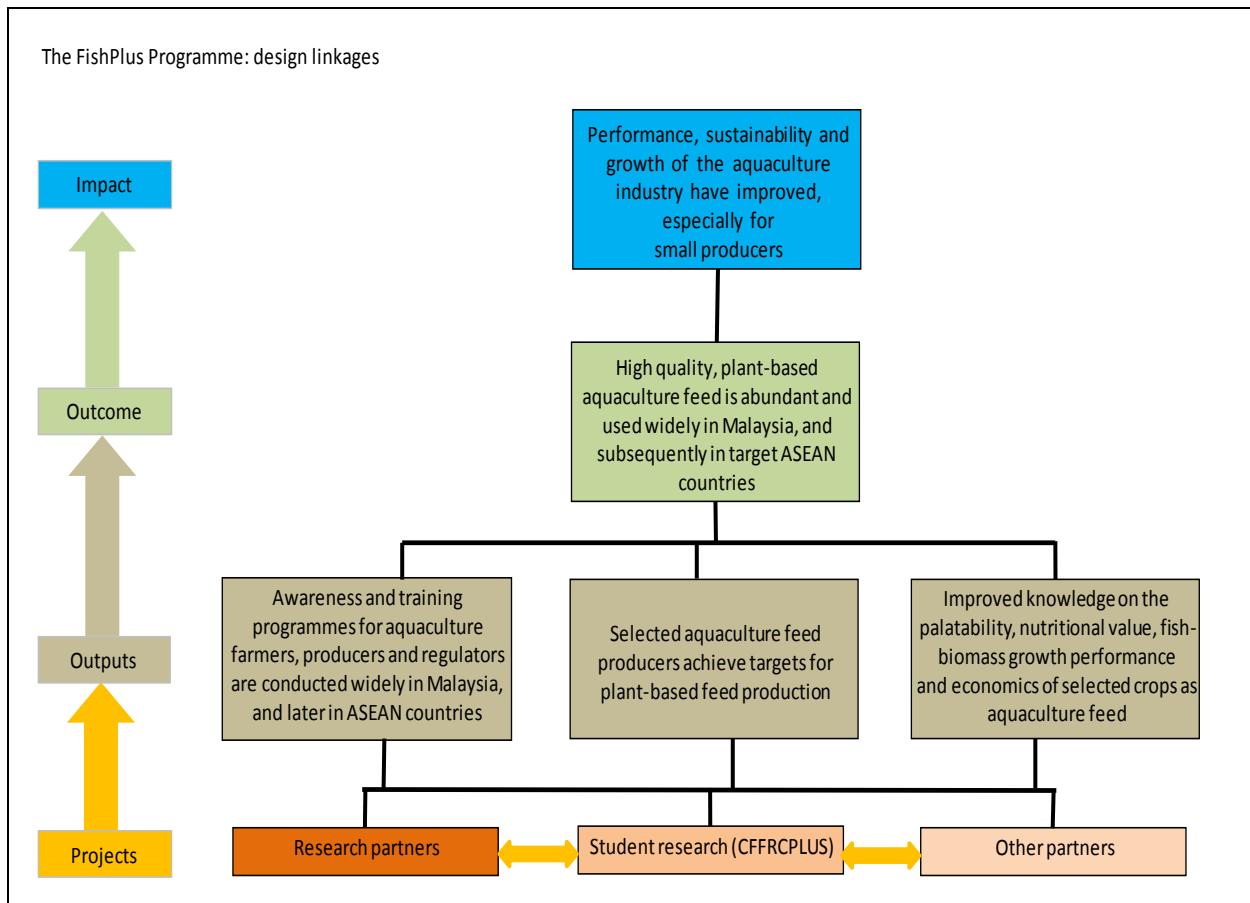 The FishPlus Programme: design linkages
Impact
Performance, sustainability and
growth of the aquaculture
industry have improved,
especially for
small producers
Outcome
High quality, plant-based
aquaculture feed is abundant and
used widely in Malaysia, and
subsequently in target ASEAN
countries
Outputs
Awareness and training
programmes for aquaculture
farmers, producers and regulators
are conducted widely in Malaysia,
and later in ASEAN countries
Selected aquaculture feed
producers achieve targets for
plant-based feed production
Improved knowledge on the
palatability, nutritional value, fish-
biomass growth performance
and economics of selected crops as
aquaculture feed
Projects
Research partners
Student research (CFFRCPLUS)
Other partners